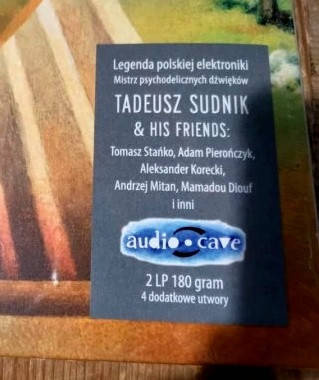 Legenda polskiej elektroniki
Mistrz psychodelicznych dźwięków
TADEUSZ SUDNIK
& HIS FRIENDS:
Tomasz Stańko, Adam Pierończyk,
Aleksander Korecki,
Andrzej Mitan, Mamadou Diouf
i inni
audio cave
2 LP 180 gram
4 dodatkowe utwory